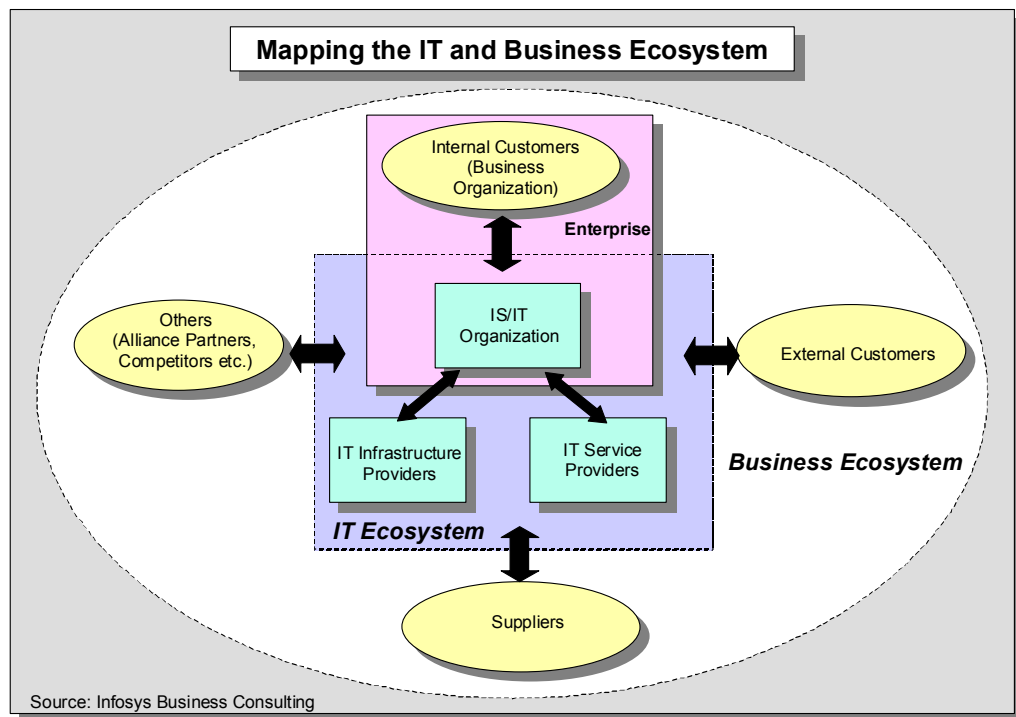 Mapping the IT and Business Ecosystem
Internal Customers
(Business
Organization)
Enterprise
IS/IT
Organization
Others
(Alliance Partners,
Competitors etc.)
External Customers
IT Infrastructure
Providers
IT Service
Providers
Business Ecosystem
IT Ecosystem
Suppliers
Source: Infosys Business Consulting